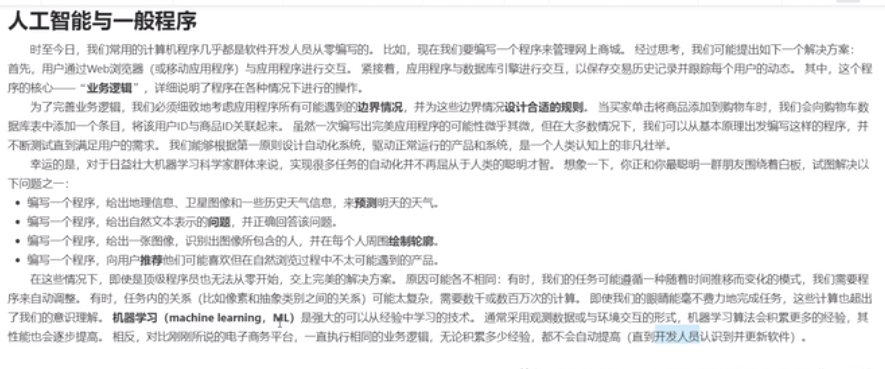 人工智能与一般程序
时至今日，我们常用的计算机程序几乎都是软件开发人员从零编写的。 比如，现在我们要编写一个程序来管理网上商城。 经过思考，我们可能提出如下一个解决方案：
首先，用户通过Web浏览器（或移动应用程序）与应用程序进行交互。 紧接着，应用程序与数据库引擎进行交互，以保存交易历史记录并跟踪每个用户的动态。 其中，这个程
序的核心——“业务逻辑”，详细说明了程序在各种情况下进行的操作。
为了完善业务逻辑，我们必须细致地考虑应用程序所有可能遇到的边界情况，并为这些边界情况设计合适的规则。 当买家单击将商品添加到购物车时，我们会向购物车数
据库表中添加一个条目，将该用户ID与商品ID关联起来。 虽然一次编写出完美应用程序的可能性微乎其微，但在大多数情况下，我们可以从基本原理出发编写这样的程序，并
不断测试直到满足用户的需求。 我们能够根据第一原则设计自动化系统，驱动正常运行的产品和系统，是一个人类认知上的非凡壮举。
幸运的是，对于日益壮大机器学习科学家群体来说，实现很多任务的自动化并不再屈从于人类的聪明才智。 想象一下，你正和你最聪明一群朋友围绕着白板，试图解决以
下问题之一：
• 编写一个程序，给出地理信息、卫星图像和一些历史天气信息，来预测明天的天气。
• 编写一个程序，给出自然文本表示的问题，并正确回答该问题。
• 编写一个程序，给出一张图像，识别出图像所包含的人，并在每个人周围绘制轮廓。
• 编写一个程序，向用户推荐他们可能喜欢但在自然浏览过程中不太可能遇到的产品。
在这些情况下，即使是顶级程序员也无法从零开始，交上完美的解决方案。 原因可能各不相同：有时，我们的任务可能遵循一种随着时间推移而变化的模式，我们需要程
序来自动调整。 有时，任务内的关系（比如像素和抽象类别之间的关系）可能太复杂，需要数千或数百万次的计算。 即使我们的眼睛能毫不费力地完成任务，这些计算也超出
了我们的意识理解。 机器学习（machine learning，ML）是强大的可以从经验中学习的技术。 通常采用观测数据或与环境交互的形式，机器学习算法会积累更多的经验，其
性能也会逐步提高。 相反，对比刚刚所说的电子商务平台，一直执行相同的业务逻辑，无论积累多少经验，都不会自动提高（直到开发人员认识到并更新软件）。